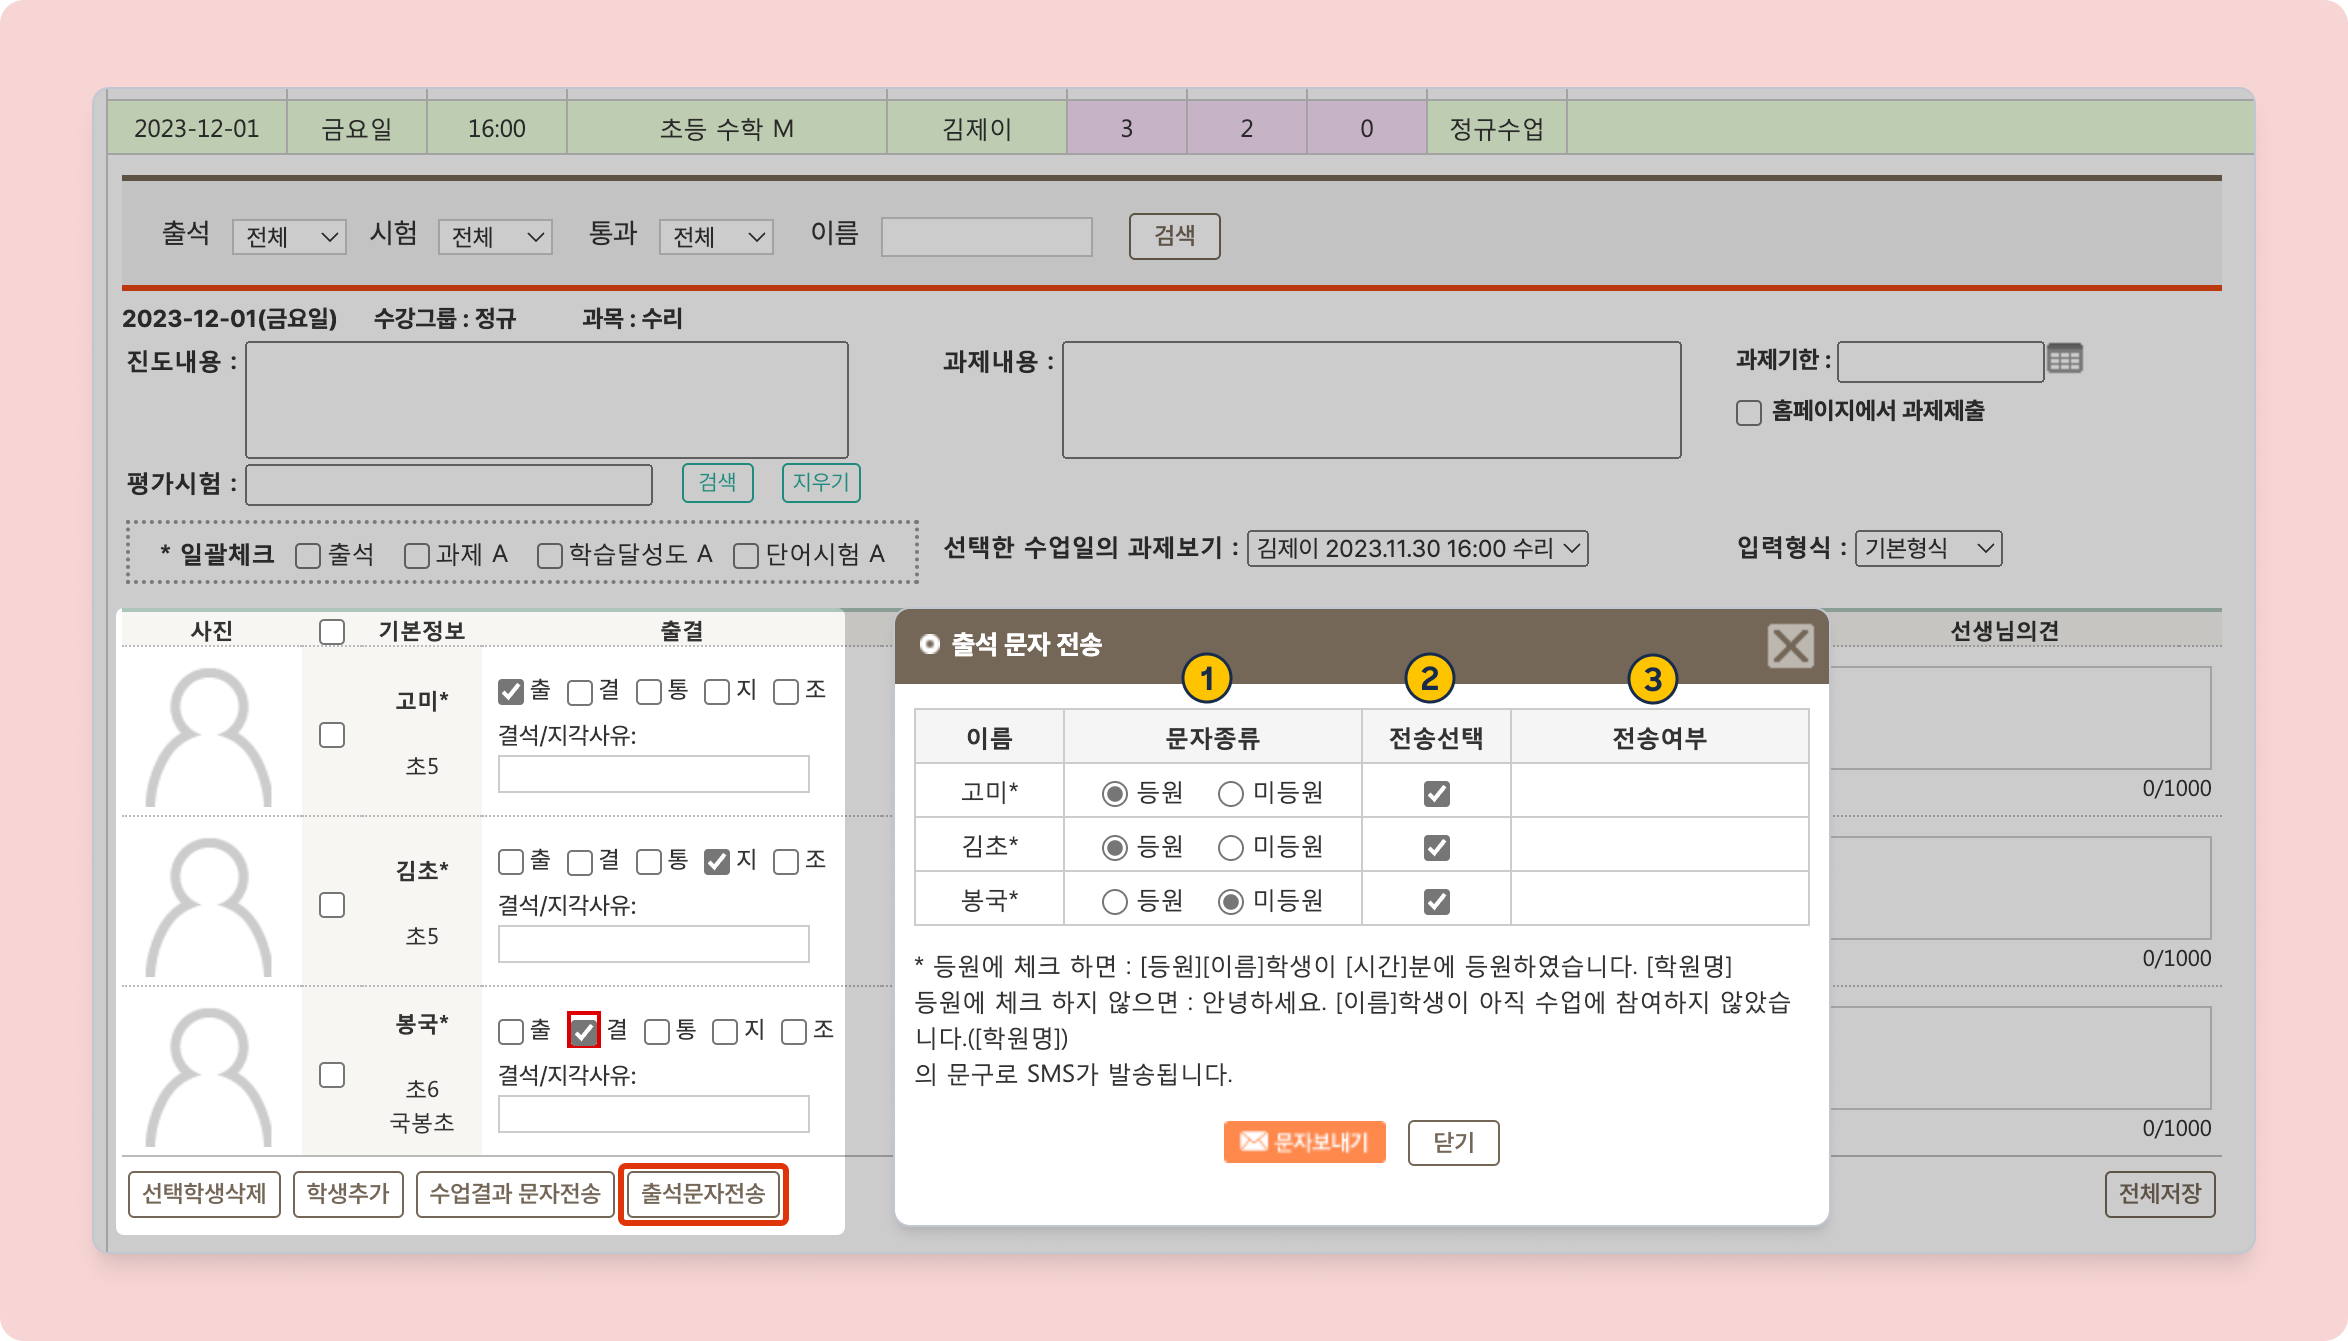 2023-12-01 금요일 16:00 초등 수학 M 김제이 3 2 0 정규수업
출석 전체 시험 전체 통과 전체 이름 검색
2023-12-01(금요일) 수강그룹 : 정규 과목 : 수리
진도내용 : 과제내용 : 과제기한 :
홈페이지에서 과제제출
평가시험 : 검색 지우기
* 일괄체크 출석 과제 A 학습달성도 A 단어시험 A 선택한 수업일의 과제보기 : 김제이 2023.11.30 16:00 수리 입력형식 : 기본형식
사진 기본정보 출결 선생님의견
고미* 출 결 통 지 조
결석/지각사유:
초5
0/1000
김초* 출 결 통 지 조
결석/지각사유:
초5
0/1000
봉국* 출 결 통 지 조
결석/지각사유:
초6
국봉초
0/1000
선택학생삭제 학생추가 수업결과 문자전송 출석문자전송 전체저장
출석 문자 전송
1 2 3
이름 문자종류 전송선택 전송여부
고미* 등원 미등원
김초* 등원 미등원
봉국* 등원 미등원
* 등원에 체크 하면 : [등원][이름]학생이 [시간]분에 등원하였습니다. [학원명]
등원에 체크 하지 않으면 : 안녕하세요. [이름]학생이 아직 수업에 참여하지 않았습
니다.([학원명])
의 문구로 SMS가 발송됩니다.
문자보내기 닫기